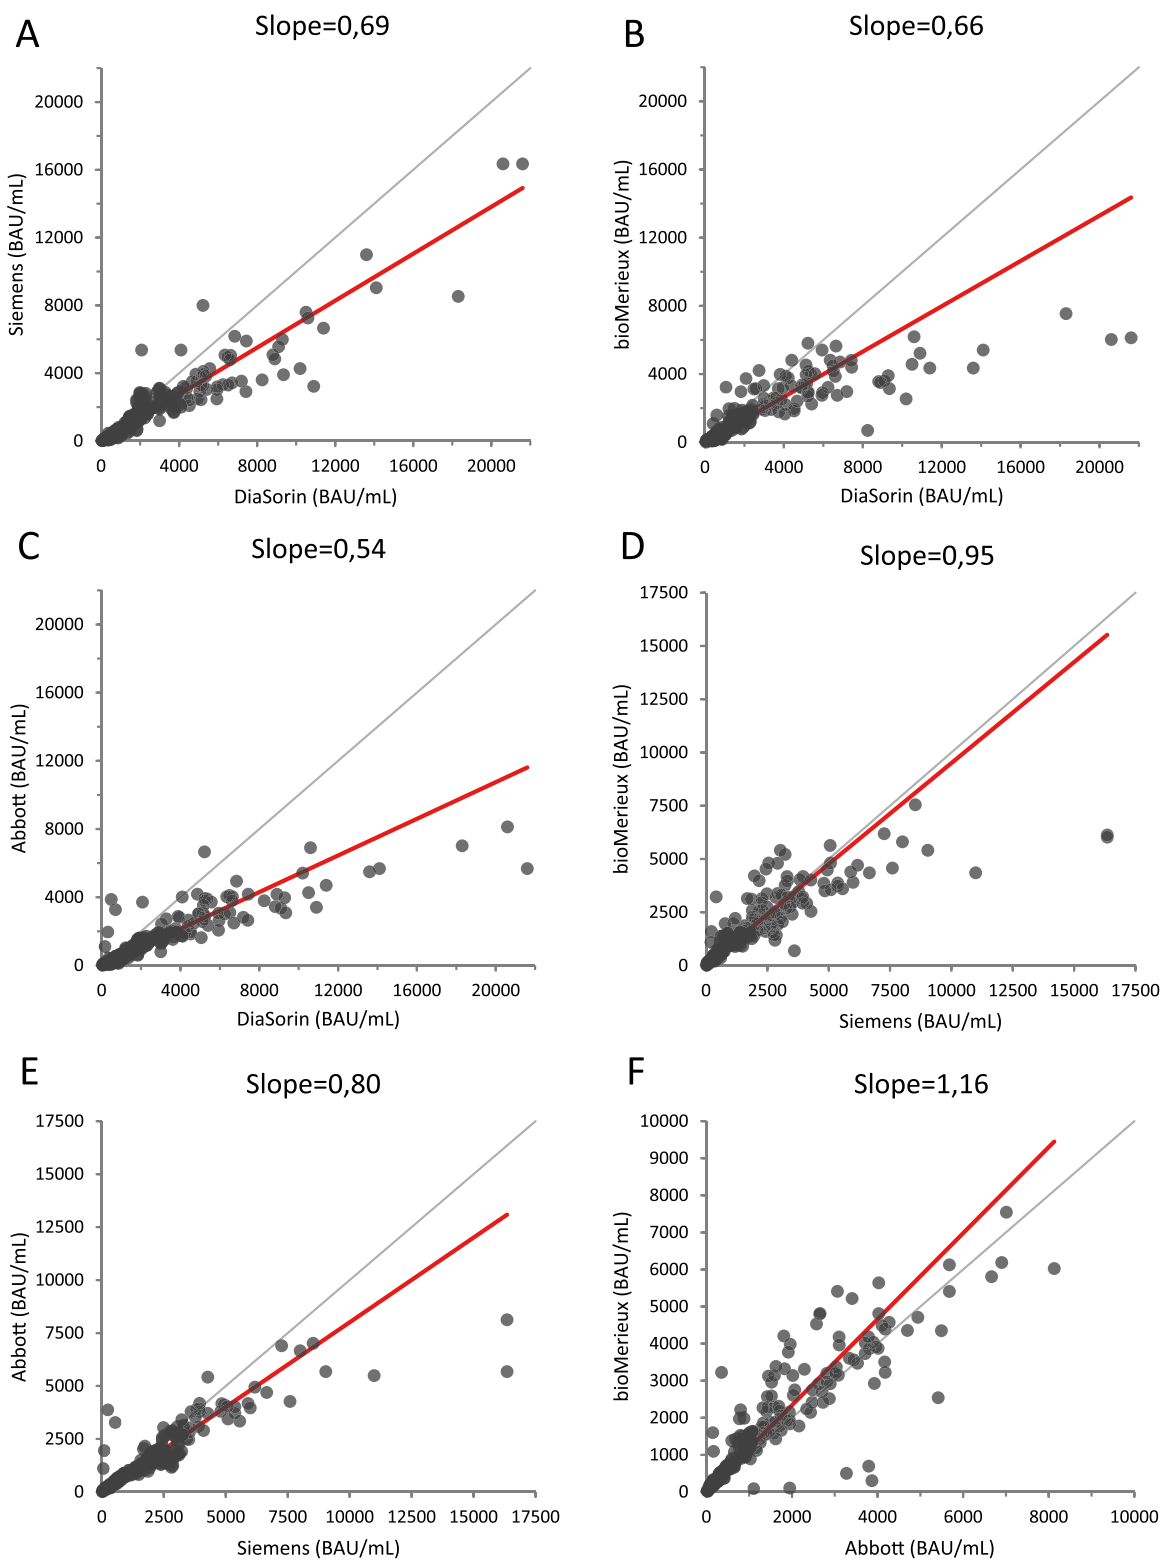 A
Slope=0,69
Siemens (BAU/mL)
20000
16000
12000
8000
4000
0
0 4000 8000 12000 16000 20000
DiaSorin (BAU/mL)
B
Slope=0,66
bioMerieux (BAU/mL)
20000
16000
12000
8000
4000
0
0 4000 8000 12000 16000 20000
DiaSorin (BAU/mL)
C
Slope=0,54
Abbott (BAU/mL)
20000
16000
12000
8000
4000
0
0 4000 8000 12000 16000 20000
DiaSorin (BAU/mL)
D
Slope=0,95
bioMerieux (BAU/mL)
17500
15000
12500
10000
7500
5000
2500
0
0 2500 5000 7500 10000 12500 15000 17500
Siemens (BAU/mL)
E
Slope=0,80
Abbott (BAU/mL)
17500
15000
12500
10000
7500
5000
2500
0
0 2500 5000 7500 10000 12500 15000 17500
Siemens (BAU/mL)
F
Slope=1,16
bioMerieux (BAU/mL)
10000
9000
8000
7000
6000
5000
4000
3000
2000
1000
0
0 2000 4000 6000 8000 10000
Abbott (BAU/mL)